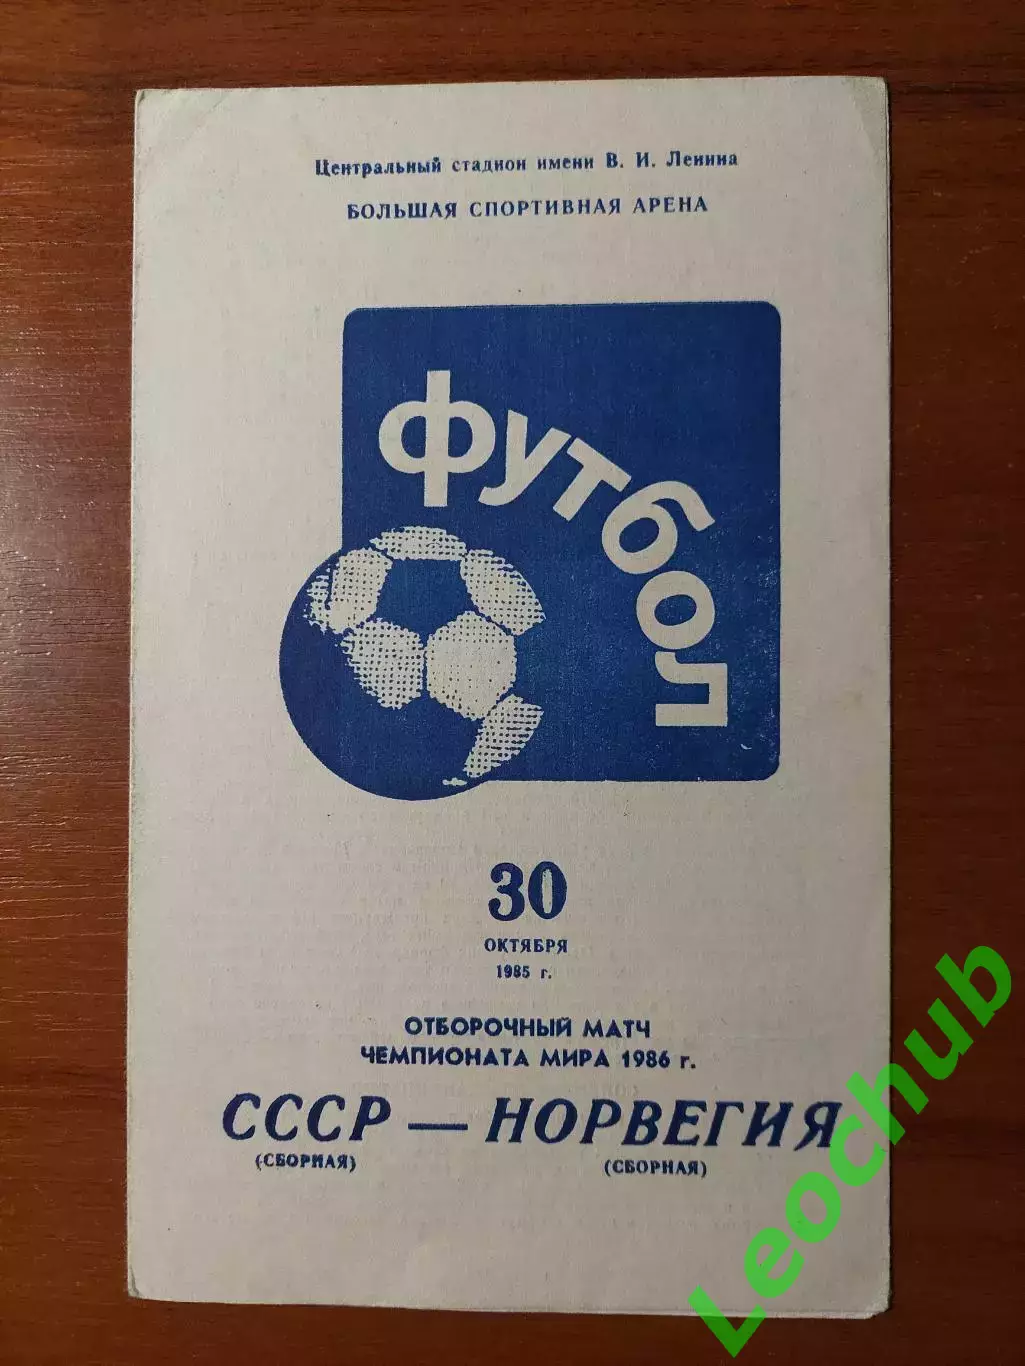 Центральный стадион имени В. И. Ленина
БОЛЬШАЯ СПОРТИВНАЯ АРЕНА
футбол
30
ОКТЯБРЯ
1985 г.
ОТБОРОЧНЫЙ МАТЧ
ЧЕМПИОНАТА МИРА 1986 г.
СССР — НОРВЕГИЯ
(СБОРНАЯ)
(СБОРНАЯ)
Leochub